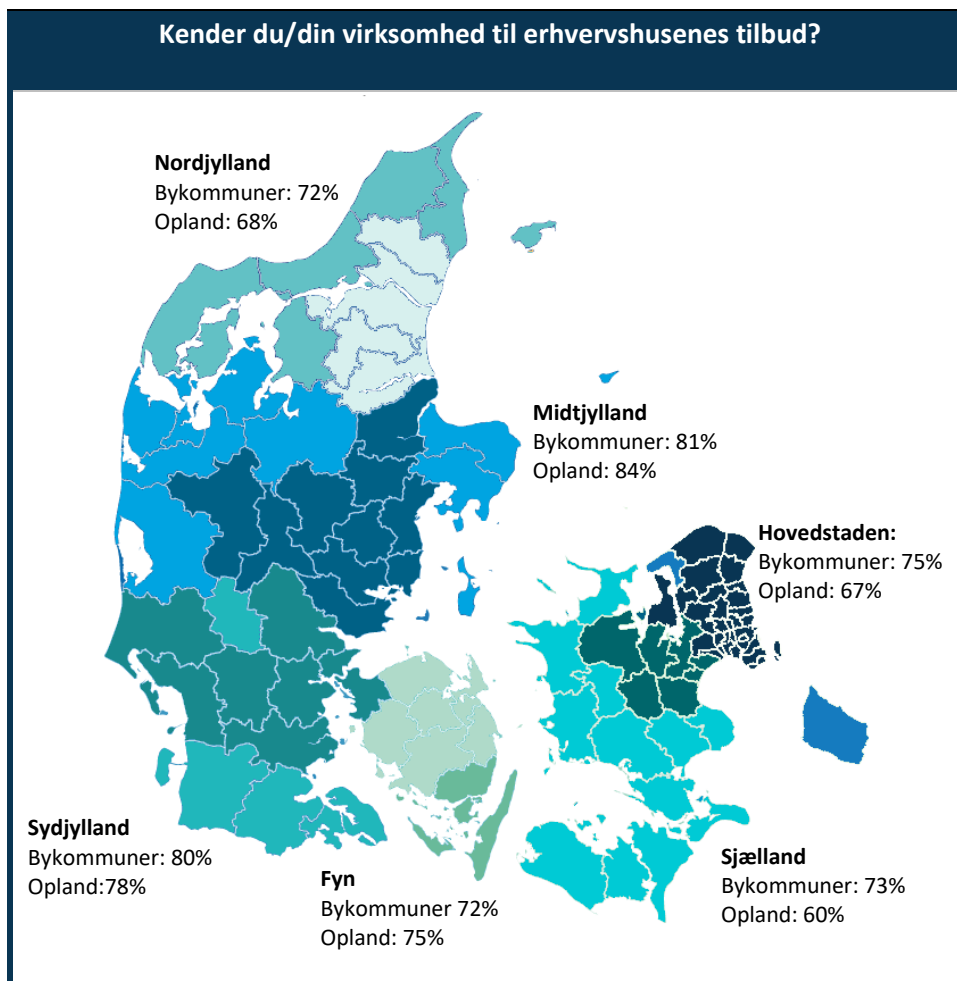 Kender du/din virksomhed til erhvervshusenes tilbud?
Nordjylland
Bykommuner: 72%
Opland: 68%
Midtjylland
Bykommuner: 81%
Opland: 84%
Hovedstaden:
Bykommuner: 75%
Opland: 67%
Sydjylland
Bykommuner: 80%
Opland:78%
Fyn
Bykommuner 72%
Opland: 75%
Sjælland
Bykommuner: 73%
Opland: 60%